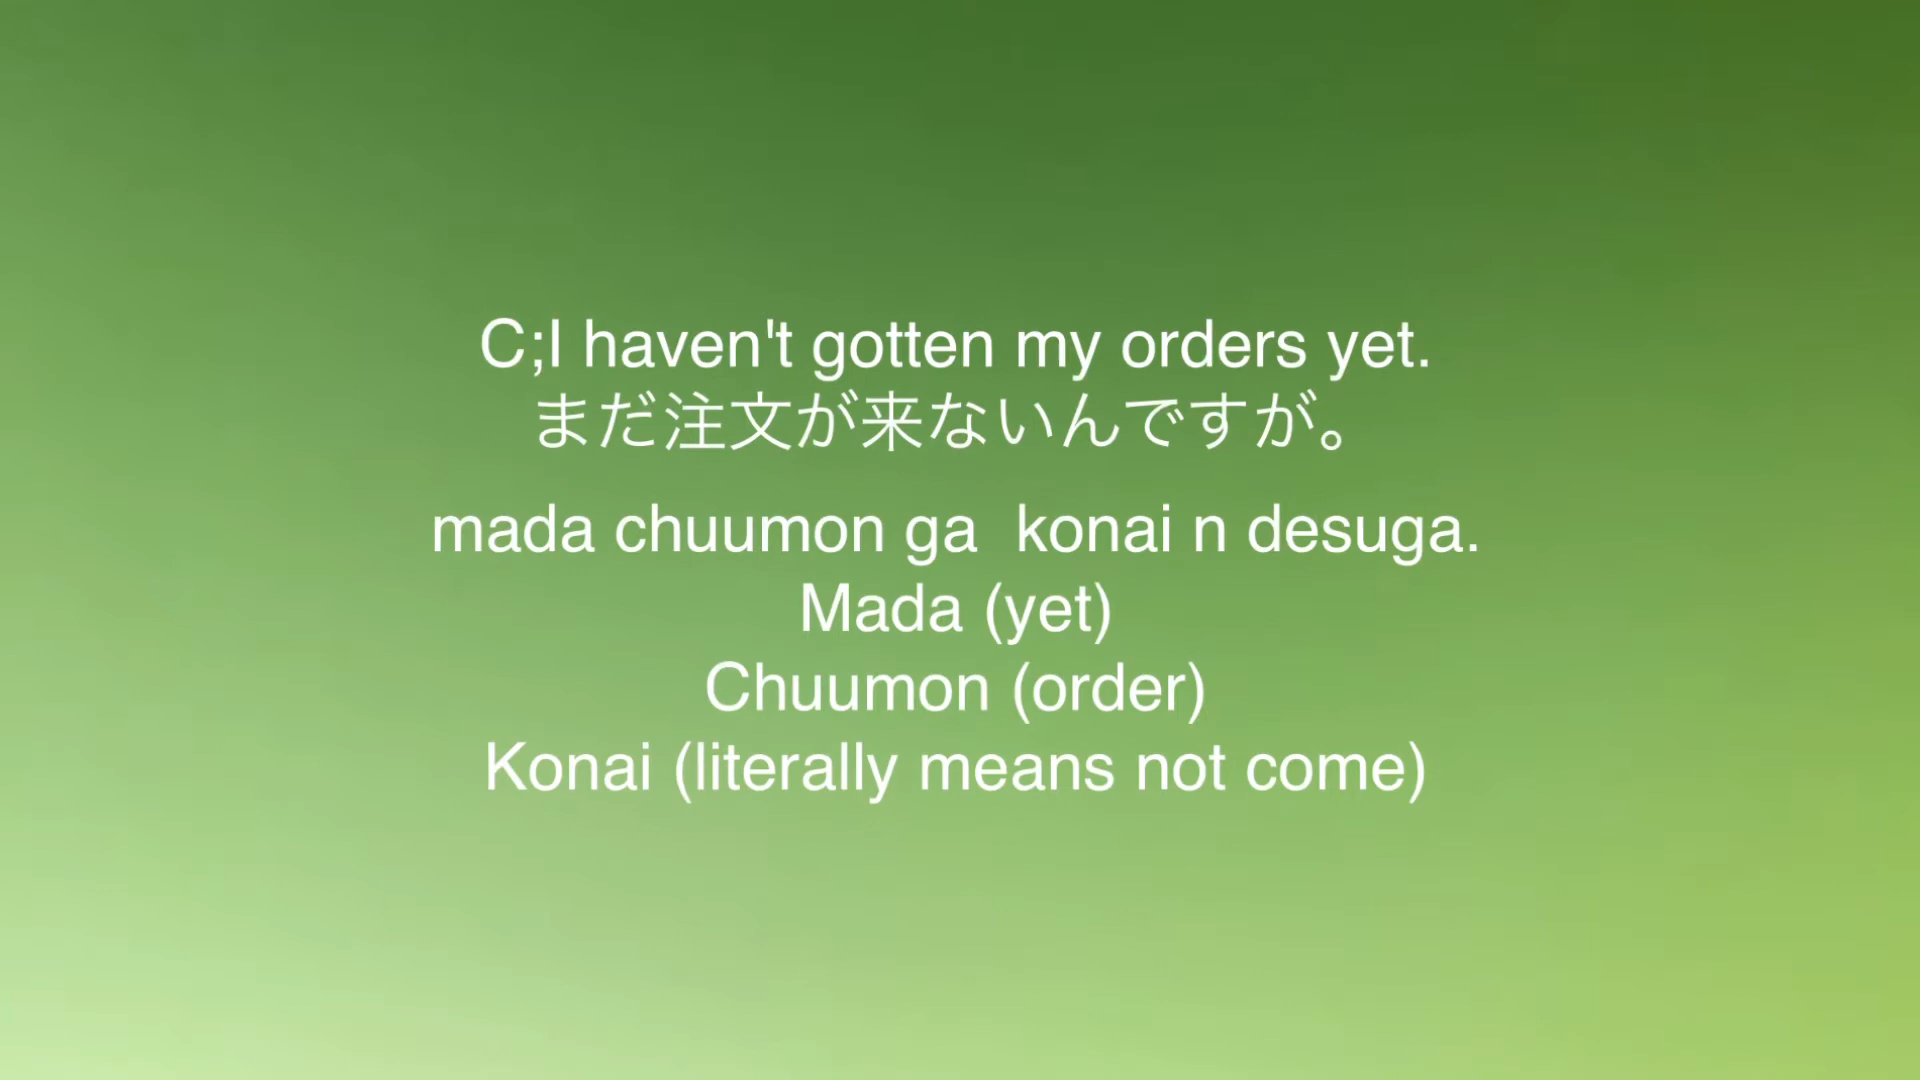 C;I haven't gotten my orders yet.
まだ注文が来ないんですが。
mada chuumon ga  konai n desuga.
Mada (yet)
Chuumon (order)
Konai (literally means not come)